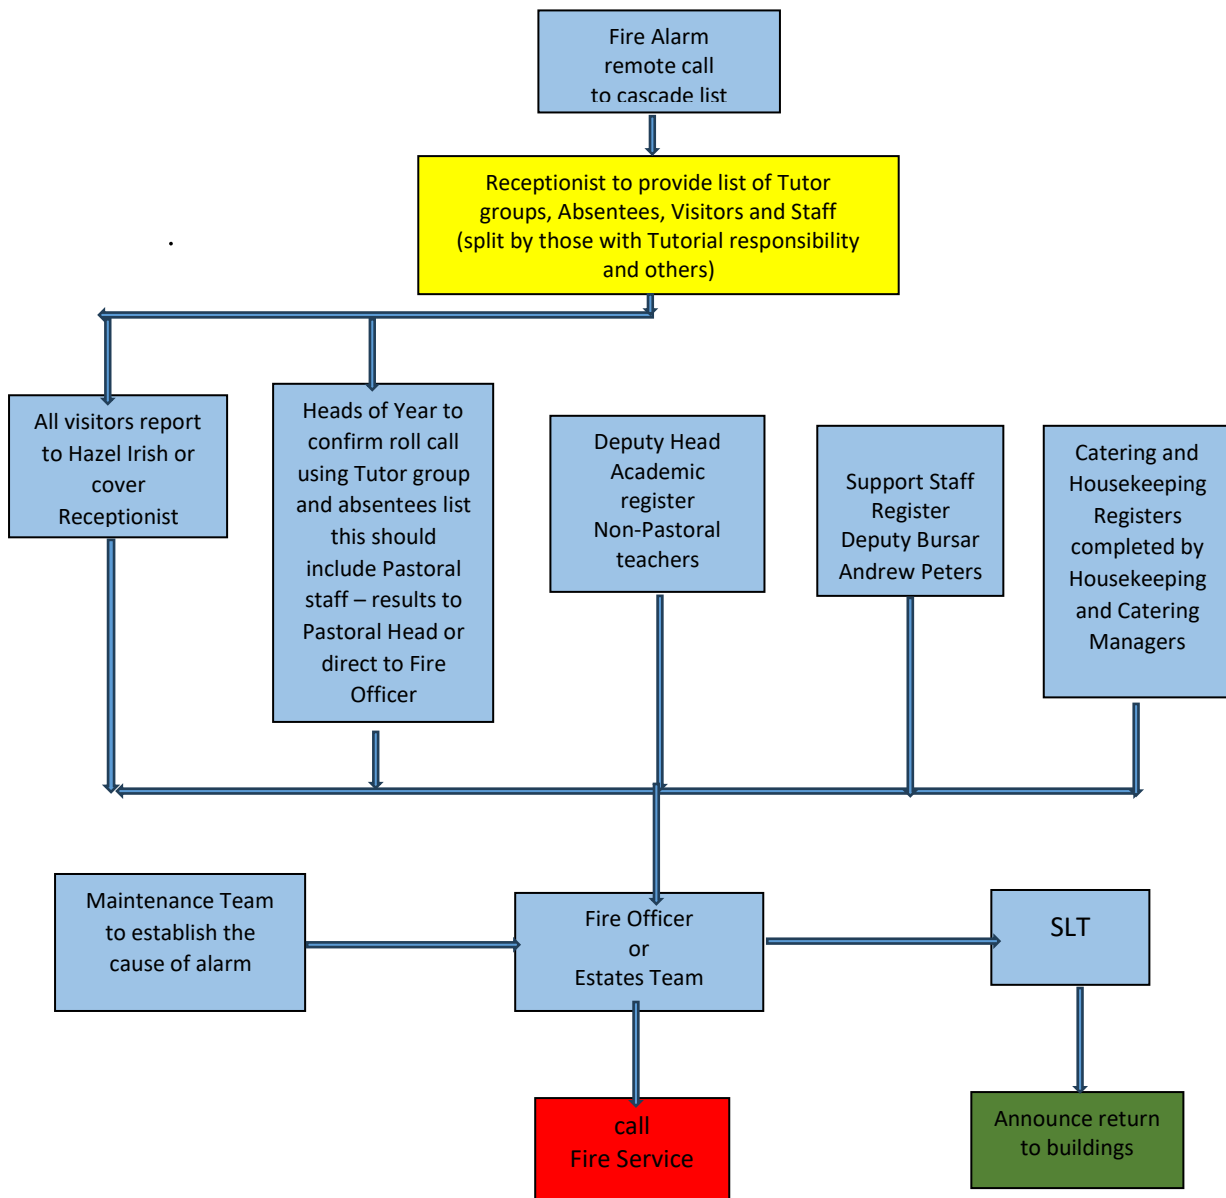 Fire Alarm
remote call
to cascade list
Receptionist to provide list of Tutor
groups, Absentees, Visitors and Staff
(split by those with Tutorial responsibility
and others)
.
All visitors report
to Hazel Irish or
cover
Receptionist
Heads of Year to
confirm roll call
using Tutor group
and absentees list
this should
include Pastoral
staff – results to
Pastoral Head or
direct to Fire
Officer
Deputy Head
Academic
register
Non-Pastoral
teachers
Support Staff
Register
Deputy Bursar
Andrew Peters
Catering and
Housekeeping
Registers
completed by
Housekeeping
and Catering
Managers
Maintenance Team
to establish the
cause of alarm
Fire Officer
or
Estates Team
SLT
call
Fire Service
Announce return
to buildings